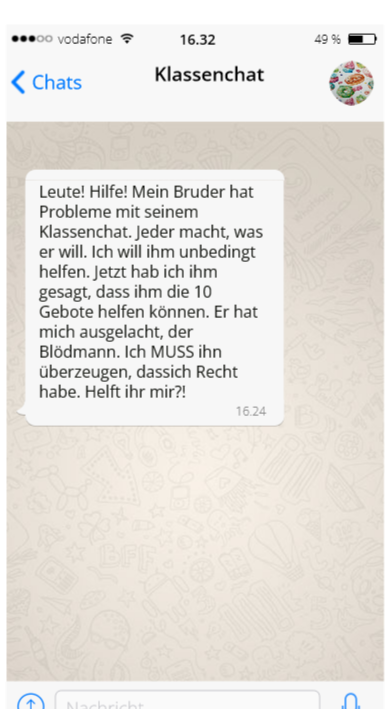 vodafone 16.32 49 %
Chats Klassenchat
Leute! Hilfe! Mein Bruder hat
Probleme mit seinem
Klassenchat. Jeder macht, was
er will. Ich will ihm unbedingt
helfen. Jetzt hab ich ihm
gesagt, dass ihm die 10
Gebote helfen können. Er hat
mich ausgelacht, der
Blödmann. Ich MUSS ihn
überzeugen, dassich Recht
habe. Helft ihr mir?!
16.24
BFF
Nachricht